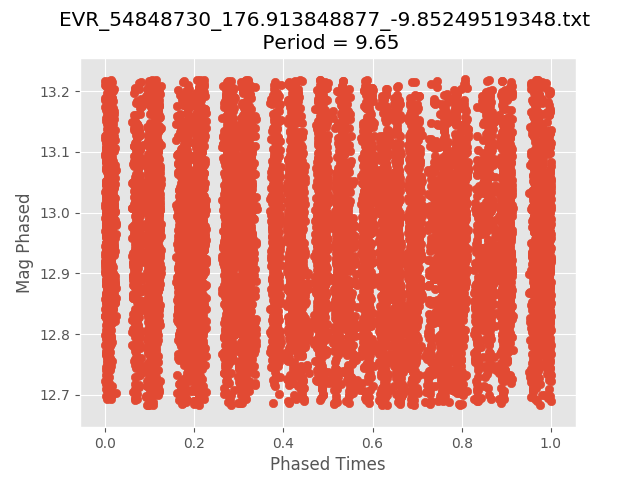 EVR_54848730_176.913848877_-9.85249519348.txt
Period = 9.65
Mag Phased
13.2
13.1
13.0
12.9
12.8
12.7
0.0 0.2 0.4 0.6 0.8 1.0
Phased Times